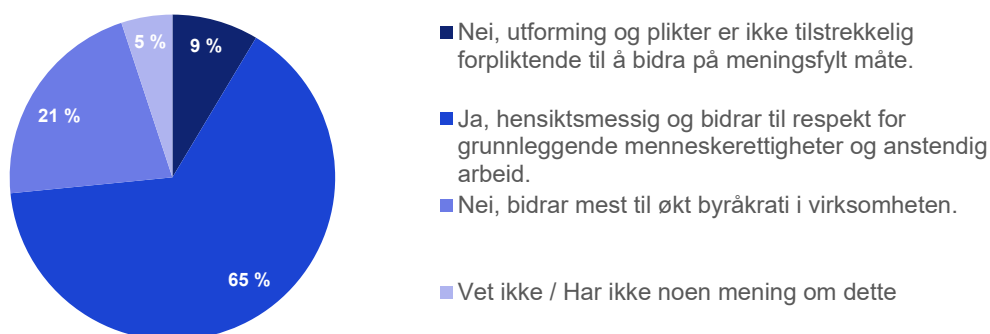 5 %
9 %
21 %
65 %
Nei, utforming og plikter er ikke tilstrekkelig
forpliktende til å bidra på meningsfylt måte.
Ja, hensiktsmessig og bidrar til respekt for
grunnleggende menneskerettigheter og anstendig
arbeid.
Nei, bidrar mest til økt byråkrati i virksomheten.
Vet ikke / Har ikke noen mening om dette